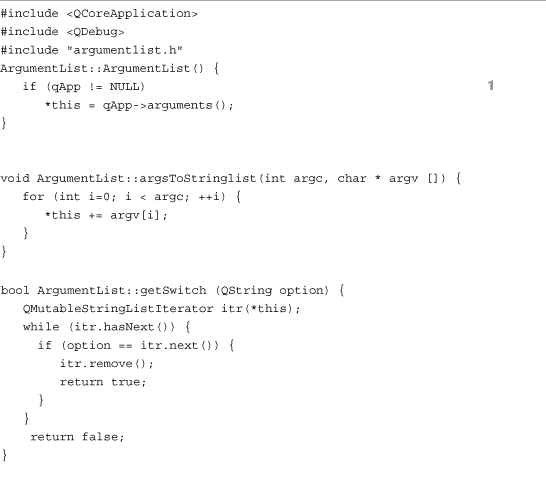 #include <QCoreApplication>
#include <QDebug>
#include "argumentlist.h"
ArgumentList::ArgumentList() {
   if (qApp != NULL) 1
      *this = qApp->arguments();
}
void ArgumentList::argsToStringlist(int argc, char * argv []) {
   for (int i=0; i < argc; ++i) {
      *this += argv[i];
   }
}
bool ArgumentList::getSwitch (QString option) {
   QMutableStringListIterator itr(*this);
   while (itr.hasNext()) {
     if (option == itr.next()) {
        itr.remove();
        return true;
     }
   }
    return false;
}